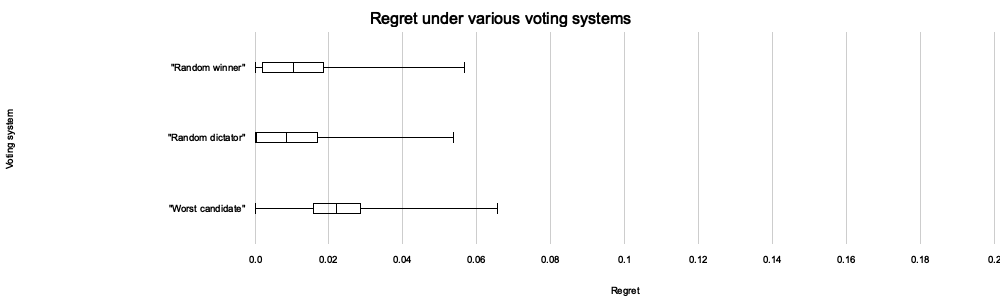 Regret under various voting systems
Voting system
"Random winner"
"Random dictator"
"Worst candidate"
0.0 0.02 0.04 0.06 0.08 0.1 0.12 0.14 0.16 0.18 0.2
Regret